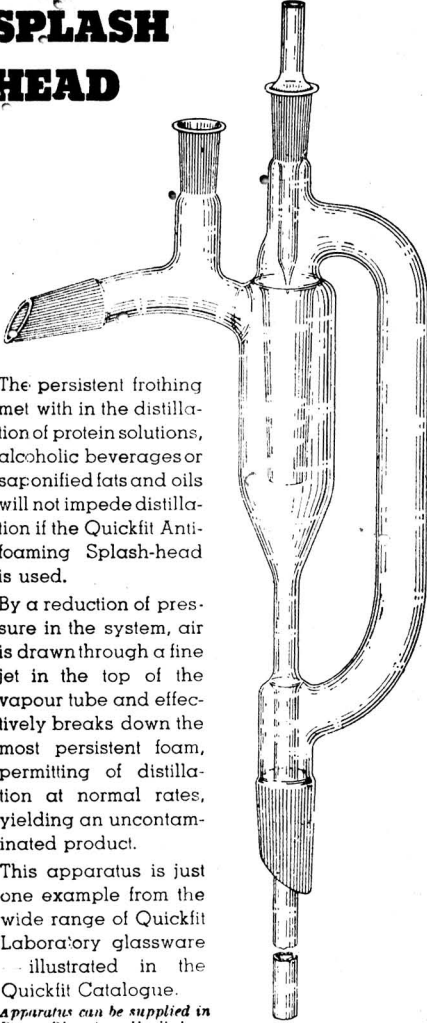 SPLASH
HEAD
The persistent frothing
met with in the distilla-
tion of protein solutions,
alcoholic beverages or
saponified fats and oils
will not impede distilla-
tion if the Quickfit Anti-
foaming Splash-head
is used.
By a reduction of pres-
sure in the system, air
is drawn through a fine
jet in the top of the
vapour tube and effec-
tively breaks down the
most persistent foam,
permitting of distilla-
tion at normal rates,
yielding an uncontam-
inated product.
This apparatus is just
one example from the
wide range of Quickfit
Laboratory glassware
— illustrated in the
Quickfit Catalogue.
Apparatus can be supplied in